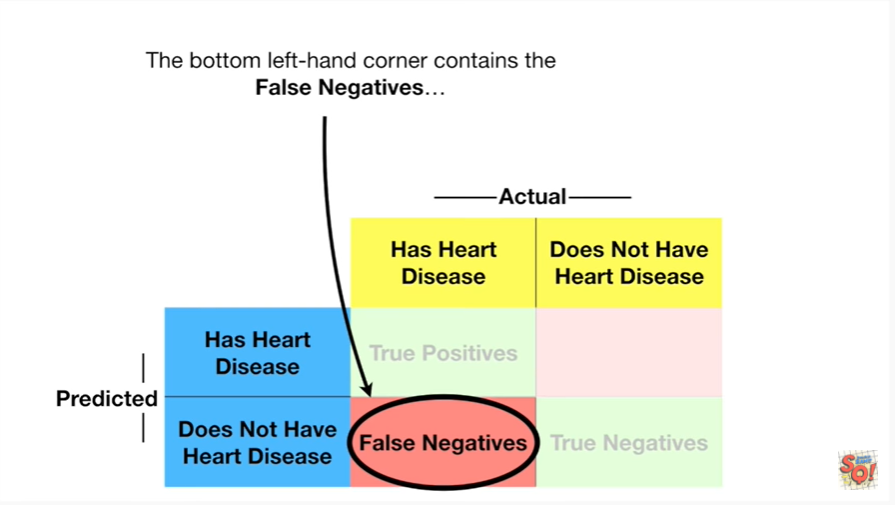 The bottom left-hand corner contains the
False Negatives…
Actual
Has Heart
Disease
Does Not Have
Heart Disease
Has Heart
Disease
True Positives
Predicted
Does Not Have
Heart Disease
False Negatives
True Negatives
SQ!